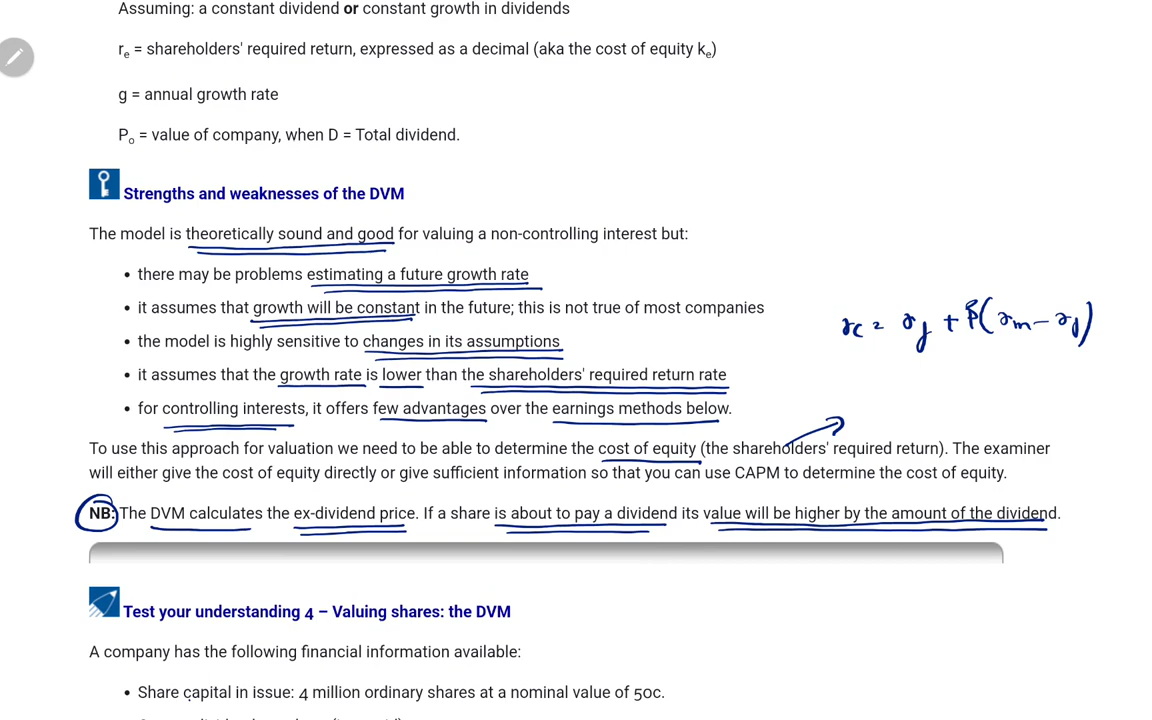 Assuming: a constant dividend or constant growth in dividends
re = shareholders' required return, expressed as a decimal (aka the cost of equity ke)
g = annual growth rate
Po = value of company, when D = Total dividend.
Strengths and weaknesses of the DVM
The model is theoretically sound and good for valuing a non-controlling interest but:
• there may be problems estimating a future growth rate
• it assumes that growth will be constant in the future; this is not true of most companies
re = rf + β(rm – rf)
• the model is highly sensitive to changes in its assumptions
• it assumes that the growth rate is lower than the shareholders' required return rate
• for controlling interests, it offers few advantages over the earnings methods below.
To use this approach for valuation we need to be able to determine the cost of equity (the shareholders' required return). The examiner
will either give the cost of equity directly or give sufficient information so that you can use CAPM to determine the cost of equity.
NB: The DVM calculates the ex-dividend price. If a share is about to pay a dividend its value will be higher by the amount of the dividend.
Test your understanding 4 – Valuing shares: the DVM
A company has the following financial information available:
• Share capital in issue: 4 million ordinary shares at a nominal value of 50c.